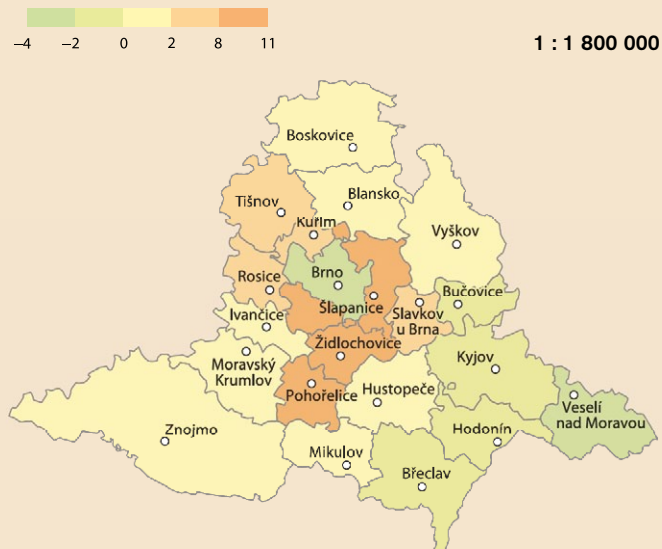 −4 −2 0 2 8 11
1 : 1 800 000
Boskovice
Blansko
Tišnov
Kuřim
Vyškov
Brno
Rosice
Bučovice
Šlapanice
Slavkov
u Brna
Ivančice
Židlochovice
Kyjov
Moravský
Krumlov
Pohořelice
Hustopeče
Veselí
nad Moravou
Znojmo
Hodonín
Mikulov
Břeclav